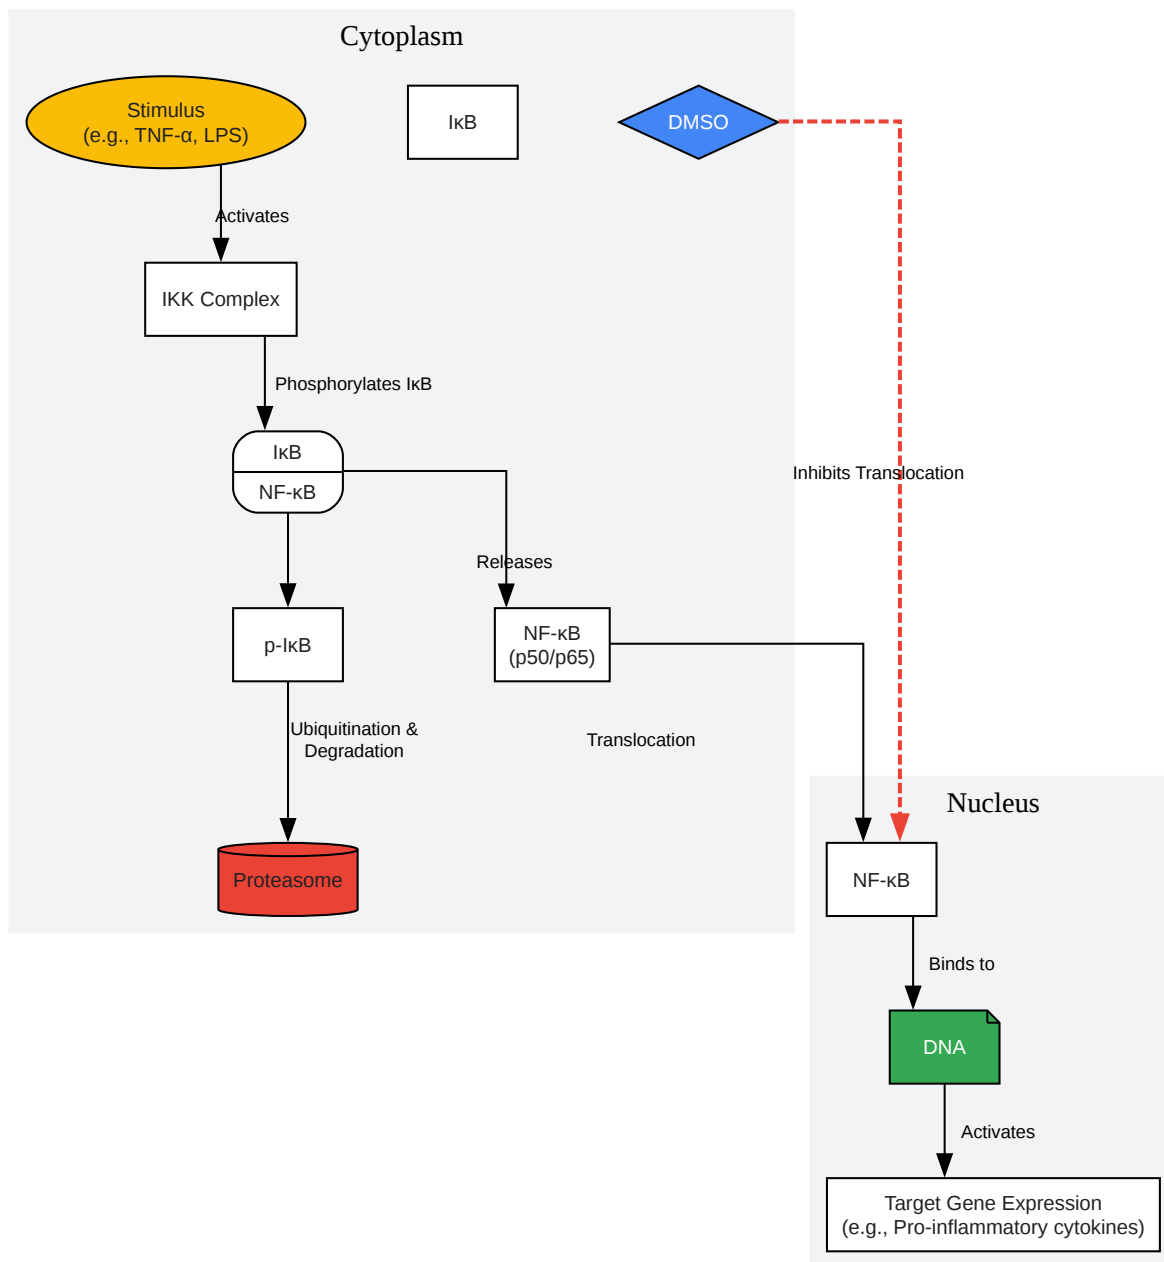 Cytoplasm
Stimulus
(e.g., TNF-α, LPS)
IκB
DMSO
Activates
IKK Complex
Phosphorylates IκB
IκB
NF-κB
Inhibits Translocation
Releases
p-IκB
NF-κB
(p50/p65)
Ubiquitination &
Degradation
Translocation
Proteasome
Nucleus
NF-κB
Binds to
DNA
Activates
Target Gene Expression
(e.g., Pro-inflammatory cytokines)